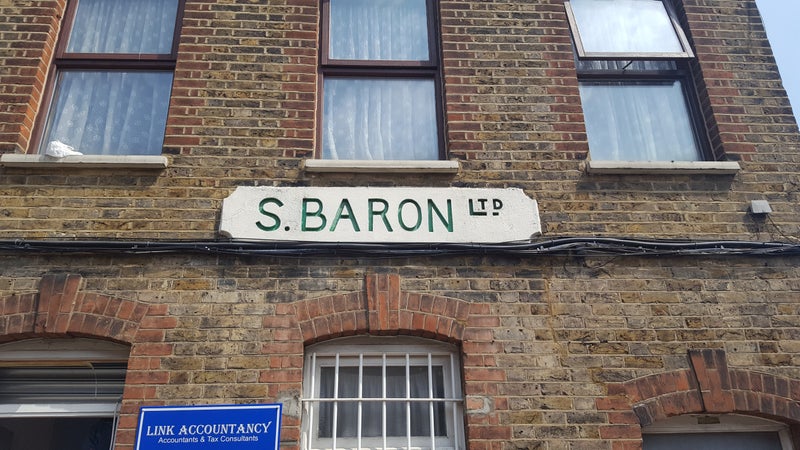 S. BARON LTD
LINK ACCOUNTANCY
Accountants & Tax Consultants